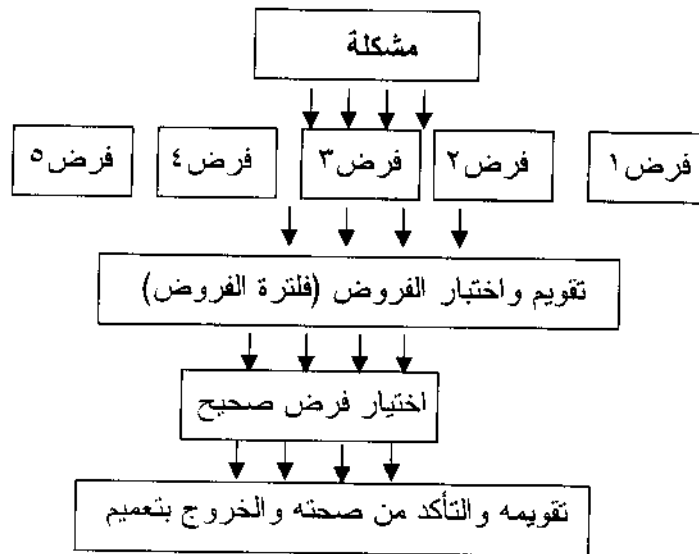 مشكلة
فرض١ فرض٢ فرض٣ فرض٤ فرض٥
تقويم واختبار الفروض (فلترة الفروض)
اختيار فرض صحيح
تقويمه والتأكد من صحته والخروج بتعميم